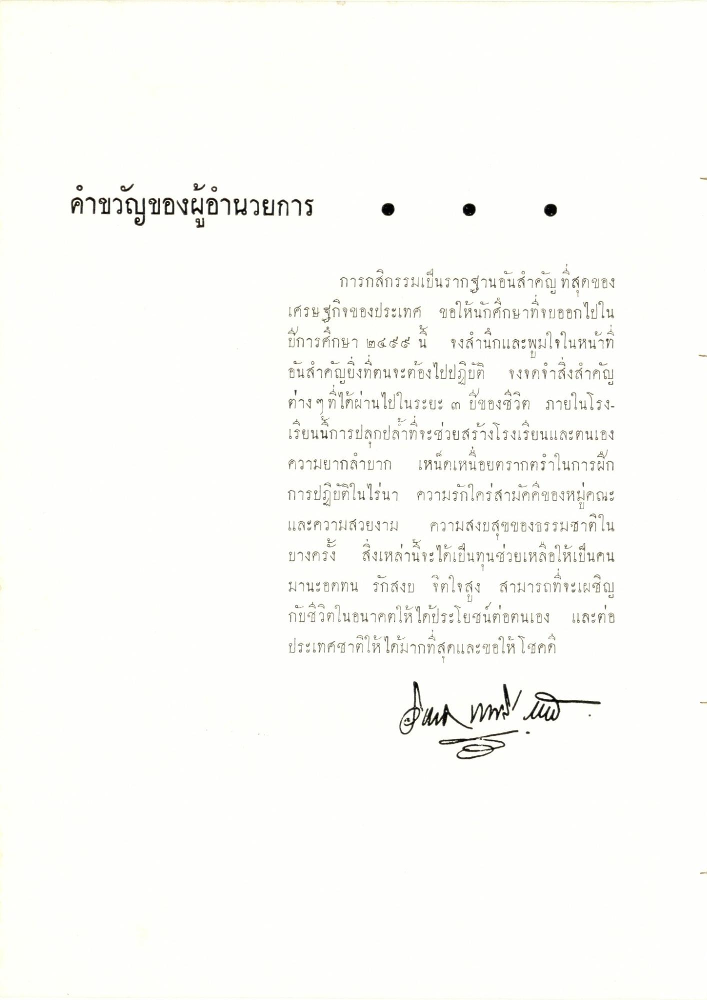 คำขวัญของผู้อำนวยการ • • •
การกสิกรรมเป็นรากฐานอันสำคัญที่สุดของ
เศรษฐกิจของประเทศ ขอให้นักศึกษาที่จบออกไปใน
ปีการศึกษา ๒๔๙๙ นี้ จงสำนึกและพูมใจในหน้าที่
อันสำคัญยิ่งที่ตนจะต้องไปปฏิบัติ จงจดจำสิ่งสำคัญ
ต่างๆที่ได้ผ่านไปในระยะ ๓ ปีของชีวิต ภายในโรง-
เรียนนี้การปลุกปล้ำที่จะช่วยสร้างโรงเรียนและตนเอง
ความยากลำบาก เหน็ดเหนื่อยตรากตรำในการฝึก
การปฏิบัติในไร่นา ความรักใคร่สามัคคีของหมู่คณะ
และความสวยงาม ความสงบสุขของธรรมชาติใน
บางครั้ง สิ่งเหล่านี้จะได้เป็นทุนช่วยเหลือให้เป็นคน
มานะอดทน รักสงบ จิตใจสูง สามารถที่จะเผชิญ
กับชีวิตในอนาคตให้ได้ประโยชน์ต่อตนเอง และต่อ
ประเทศชาติให้ได้มากที่สุดและขอให้โชคดี